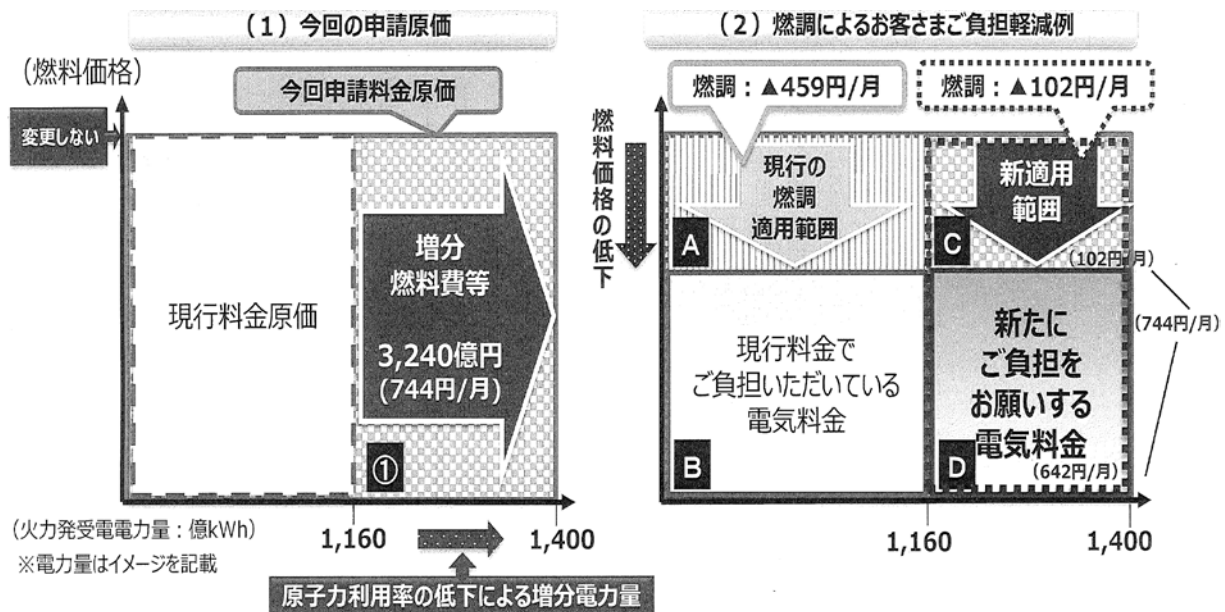 (1)今回の申請原価
(燃料価格)
今回申請料金原価
変更しない
増分
燃料費等
3,240億円
(744円/月)
現行料金原価
①
(火力発受電電力量:億kWh)
※電力量はイメージを記載
1,160
1,400
原子力利用率の低下による増分電力量
(2)燃調によるお客さまご負担軽減例
燃調:▲459円/月
燃調:▲102円/月
燃料価格の低下
現行の
燃調
適用範囲
A
新適用
範囲
C
(102円/月)
(744円/月)
現行料金で
ご負担いただいている
電気料金
B
新たに
ご負担を
お願いする
電気料金
(642円/月)
D
1,160
1,400